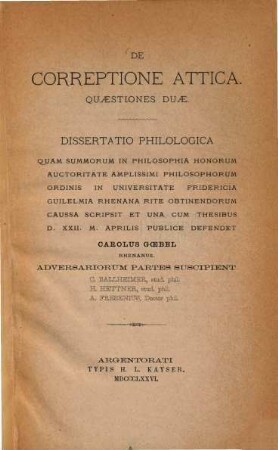 DE
CORREPTIONE ATTICA.
QUÆSTIONES DUÆ.
DISSERTATIO PHILOLOGICA
QUAM SUMMORUM IN PHILOSOPHIA HONORUM
AUCTORITATE AMPLISSIMI PHILOSOPHORUM
ORDINIS IN UNIVERSITATE FRIDERICIA
GUILELMIA RHENANA RITE OBTINENDORUM
CAUSSA SCRIPSIT ET UNA CUM THESIBUS
D. XXII. M. APRILIS PUBLICE DEFENDET
CAROLUS GŒBEL
RHENANUS.
ADVERSARIORUM PARTES SUSCIPIENT
C. BALLHEIMER, stud. phil.
H. HETTNER, stud. phil.
A. FRESENIUS, Doctor phil.
ARGENTORATI
TYPIS H. L. KAYSER.
MDCCCLXXVI.